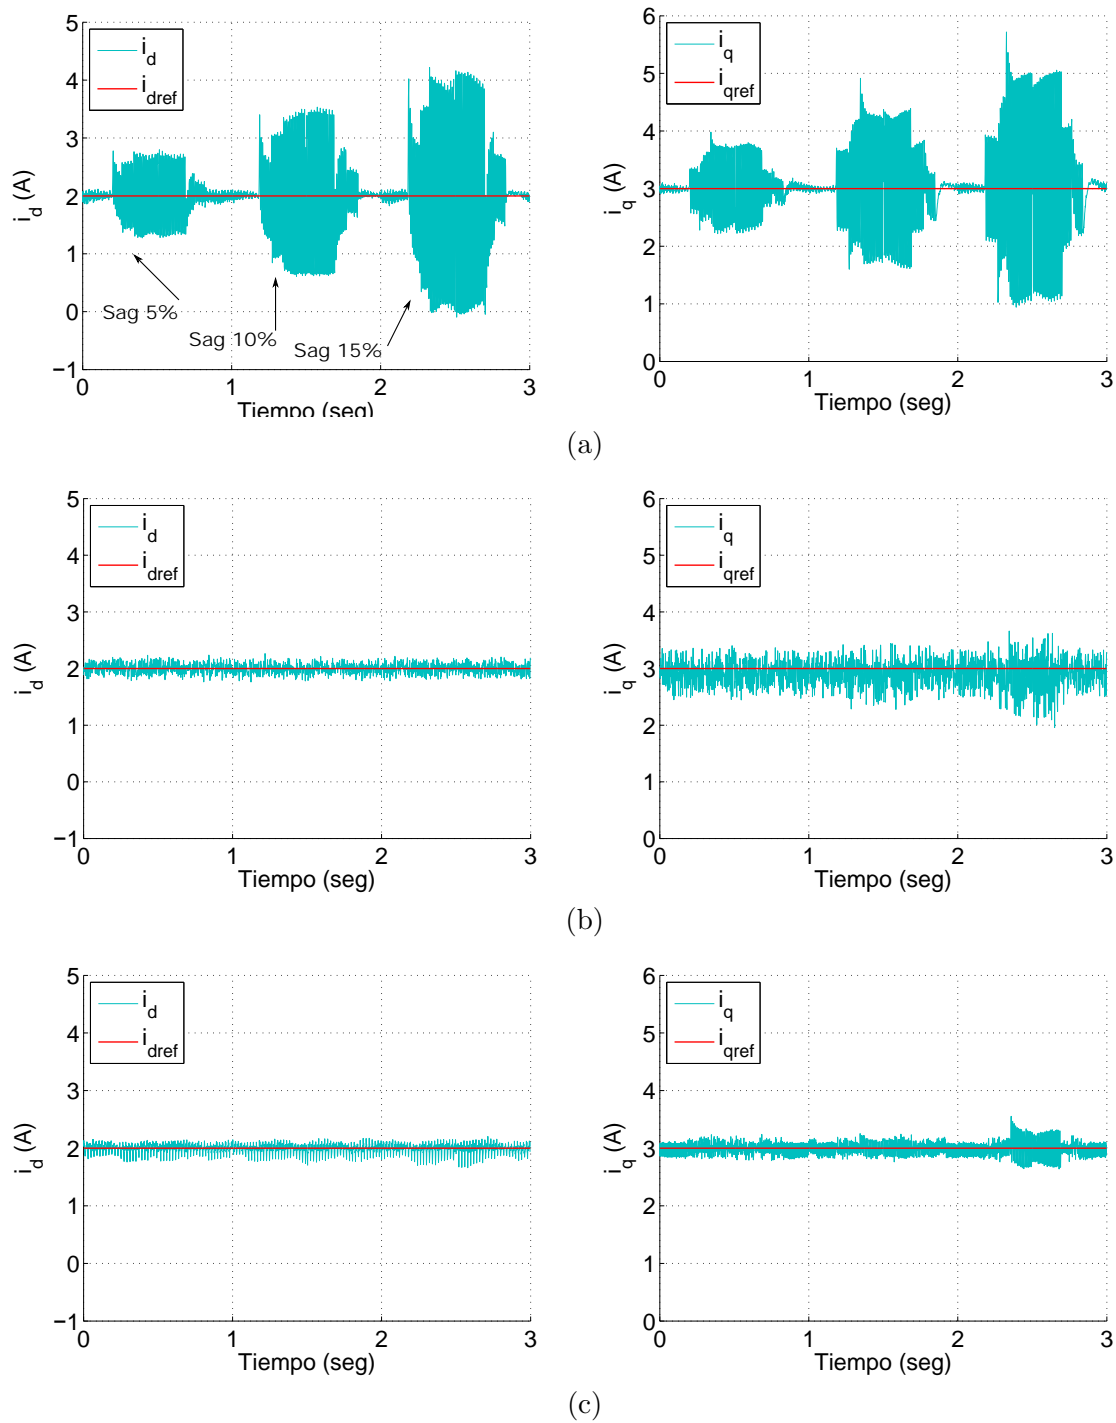 5
4
3
2
1
0
−1
0
1
2
3
i_d (A)
Tiempo (seg)
i_d
i_dref
Sag 5%
Sag 10%
Sag 15%
6
5
4
3
2
1
0
0
1
2
3
i_q (A)
Tiempo (seg)
i_q
i_qref
(a)
5
4
3
2
1
0
−1
0
1
2
3
i_d (A)
Tiempo (seg)
i_d
i_dref
6
5
4
3
2
1
0
0
1
2
3
i_q (A)
Tiempo (seg)
i_q
i_qref
(b)
5
4
3
2
1
0
−1
0
1
2
3
i_d (A)
Tiempo (seg)
i_d
i_dref
6
5
4
3
2
1
0
0
1
2
3
i_q (A)
Tiempo (seg)
i_q
i_qref
(c)